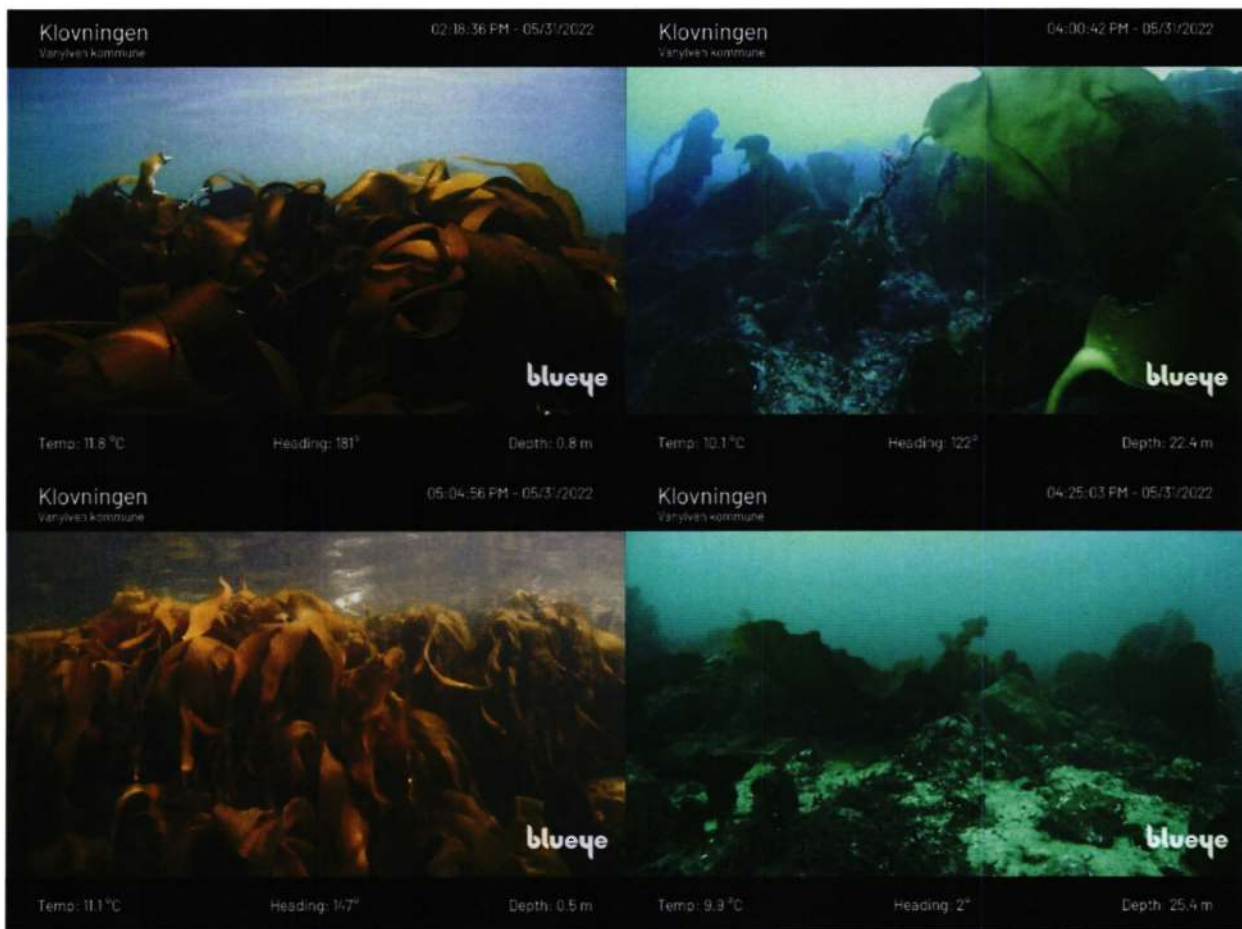 Klovningen
02:18:36 PM - 05/31/2022
Vanylven kommune
blueye
Temp: 11.8 °C
Heading: 181°
Depth: 0.8 m
Klovningen
04:00:42 PM - 05/31/2022
Vanylven kommune
blueye
Temp: 10.1 °C
Heading: 122°
Depth: 22.4 m
Klovningen
05:04:56 PM - 05/31/2022
Vanylven kommune
blueye
Temp: 11.1 °C
Heading: 147°
Depth: 0.5 m
Klovningen
04:25:03 PM - 05/31/2022
Vanylven kommune
blueye
Temp: 9.9 °C
Heading: 2°
Depth: 25.4 m